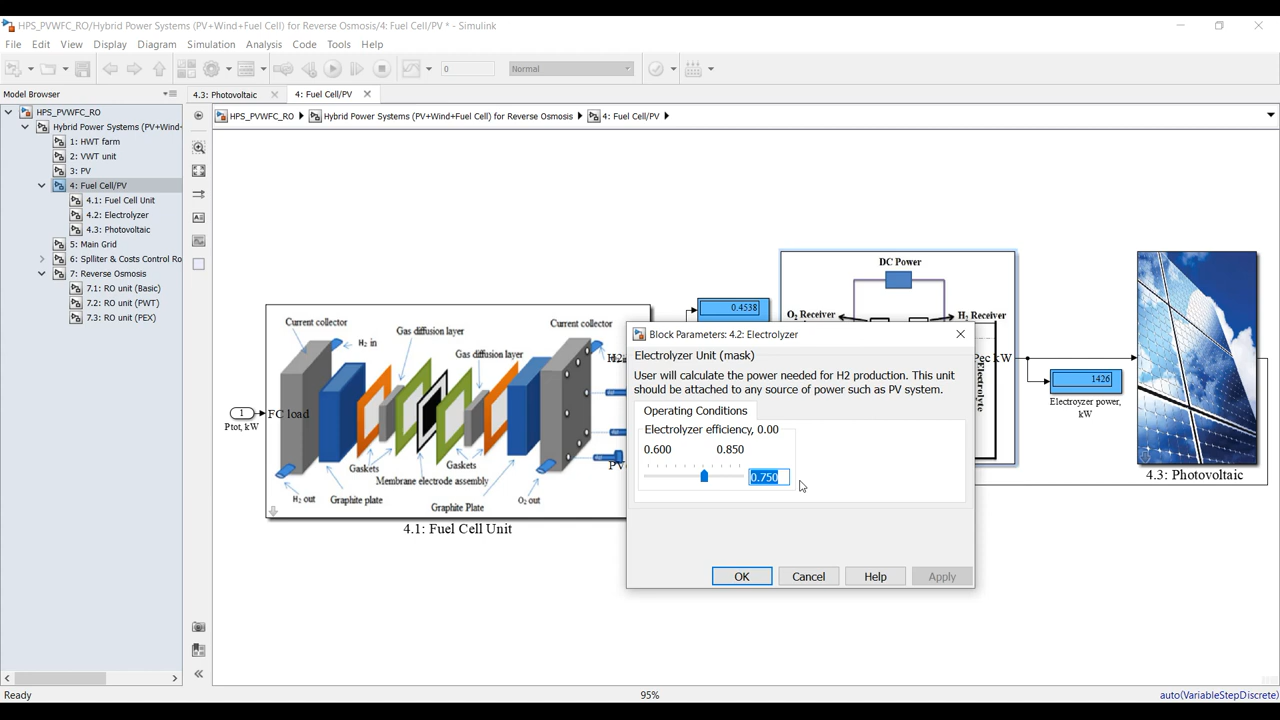 HPS_PVWFC_RO/Hybrid Power Systems (PV+Wind+Fuel Cell) for Reverse Osmosis/4: Fuel Cell/PV * - Simulink
File Edit View Display Diagram Simulation Analysis Code Tools Help
0 Normal
Model Browser
4.3: Photovoltaic 4: Fuel Cell/PV
HPS_PVWFC_RO Hybrid Power Systems (PV+Wind+Fuel Cell) for Reverse Osmosis 4: Fuel Cell/PV
HPS_PVWFC_RO
Hybrid Power Systems (PV+Wind-
1: HWT farm
2: VWT unit
3: PV
4: Fuel Cell/PV
4.1: Fuel Cell Unit
4.2: Electrolyzer
4.3: Photovoltaic
5: Main Grid
6: Spliiter & Costs Control Ro
7: Reverse Osmosis
7.1: RO unit (Basic)
7.2: RO unit (PWT)
7.3: RO unit (PEX)
Current collector
H2 in
Gas diffusion layer
Gas diffusion layer
Current collector
1
Ptot, kW
FC load
Gaskets
Gaskets
Membrane electrode assembly
H2 out
Graphite plate
Graphite Plate
O2 out
4.1: Fuel Cell Unit
0.4538
DC Power
O2 Receiver
H2 Receiver
Electrolyte
Pec kW
1426
Electroyzer power,
kW
4.3: Photovoltaic
Block Parameters: 4.2: Electrolyzer
Electrolyzer Unit (mask)
User will calculate the power needed for H2 production. This unit
should be attached to any source of power such as PV system.
Operating Conditions
Electrolyzer efficiency, 0.00
0.600 0.850
0.750
OK Cancel Help Apply
Ready 95% auto(VariableStepDiscrete)